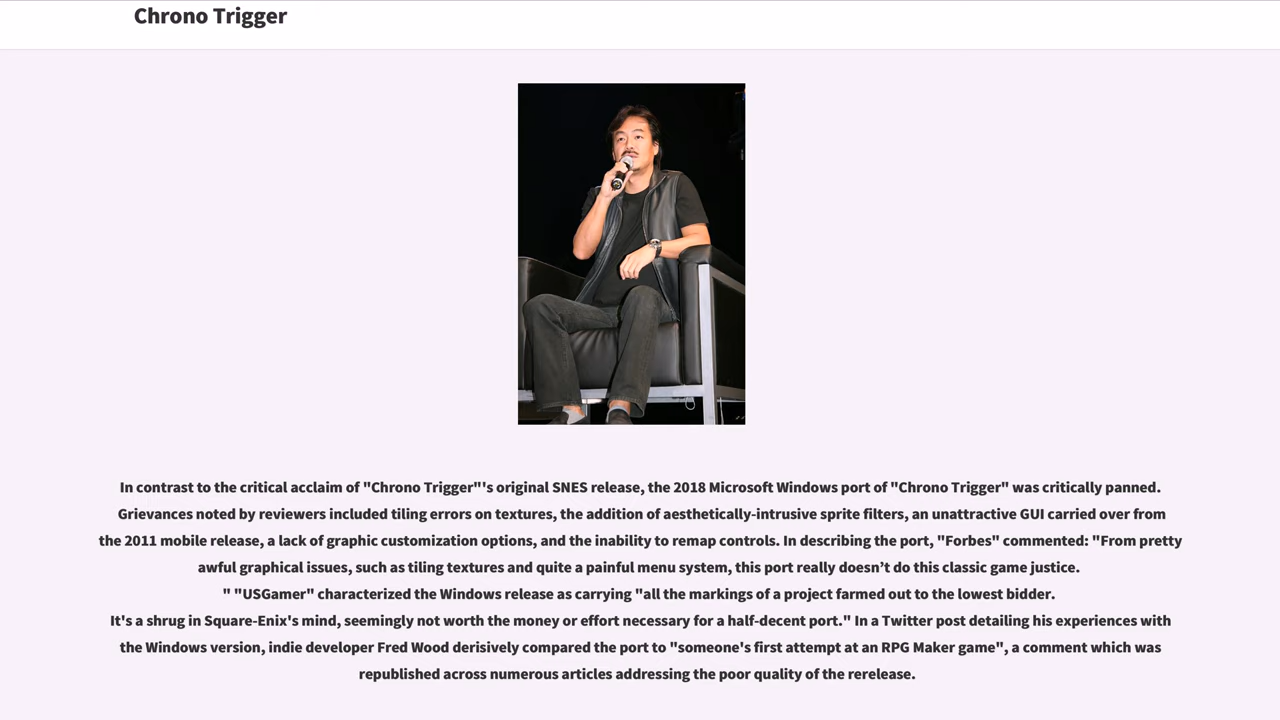 Chrono Trigger
In contrast to the critical acclaim of "Chrono Trigger"'s original SNES release, the 2018 Microsoft Windows port of "Chrono Trigger" was critically panned.
Grievances noted by reviewers included tiling errors on textures, the addition of aesthetically-intrusive sprite filters, an unattractive GUI carried over from
the 2011 mobile release, a lack of graphic customization options, and the inability to remap controls. In describing the port, "Forbes" commented: "From pretty
awful graphical issues, such as tiling textures and quite a painful menu system, this port really doesn’t do this classic game justice.
" "USGamer" characterized the Windows release as carrying "all the markings of a project farmed out to the lowest bidder.
It's a shrug in Square-Enix's mind, seemingly not worth the money or effort necessary for a half-decent port." In a Twitter post detailing his experiences with
the Windows version, indie developer Fred Wood derisively compared the port to "someone's first attempt at an RPG Maker game", a comment which was
republished across numerous articles addressing the poor quality of the rerelease.